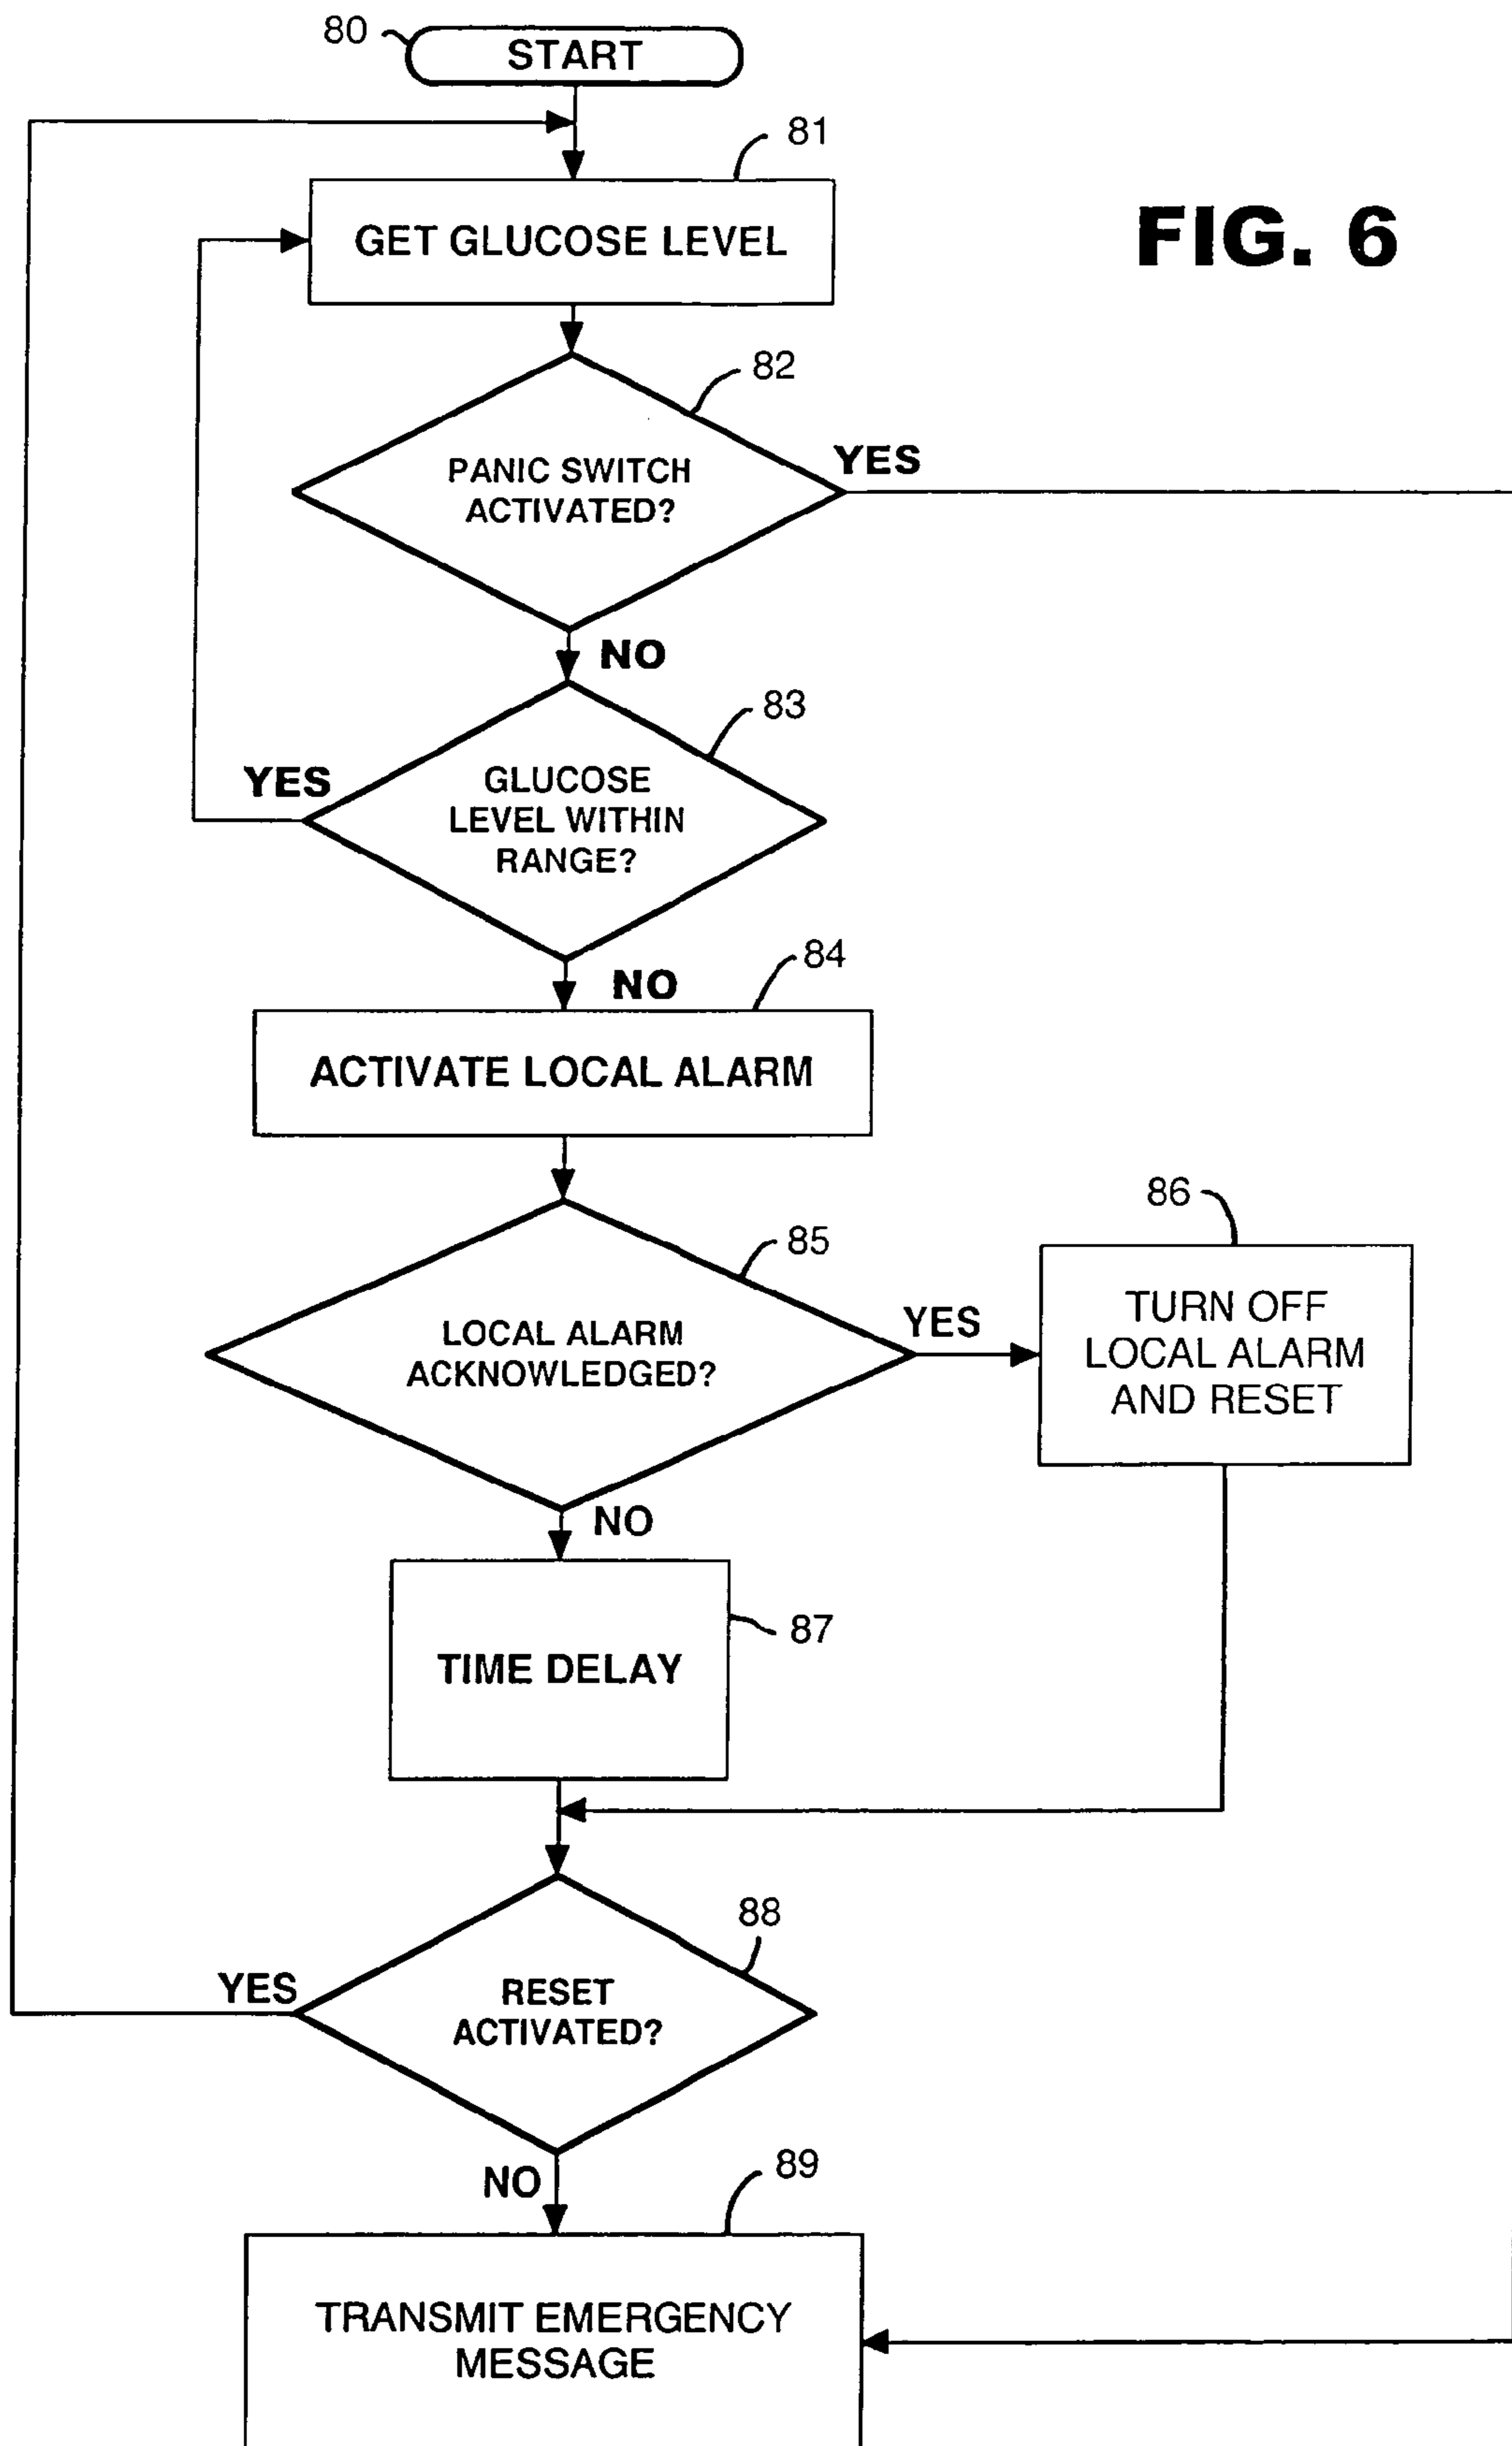 80
START
81
GET GLUCOSE LEVEL
FIG. 6
82
PANIC SWITCH
ACTIVATED?
YES
NO
83
GLUCOSE
LEVEL WITHIN
RANGE?
YES
NO
84
ACTIVATE LOCAL ALARM
85
LOCAL ALARM
ACKNOWLEDGED?
YES
86
TURN OFF
LOCAL ALARM
AND RESET
NO
87
TIME DELAY
88
RESET
ACTIVATED?
YES
NO
89
TRANSMIT EMERGENCY
MESSAGE